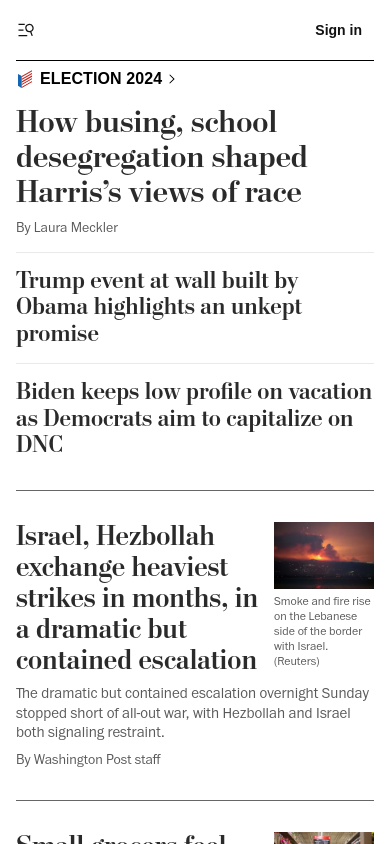 Sign in
ELECTION 2024
How busing, school
desegregation shaped
Harris’s views of race
By Laura Meckler
Trump event at wall built by
Obama highlights an unkept
promise
Biden keeps low profile on vacation
as Democrats aim to capitalize on
DNC
Israel, Hezbollah
exchange heaviest
strikes in months, in
a dramatic but
contained escalation
Smoke and fire rise
on the Lebanese
side of the border
with Israel.
(Reuters)
The dramatic but contained escalation overnight Sunday
stopped short of all-out war, with Hezbollah and Israel
both signaling restraint.
By Washington Post staff
Small grocers feel